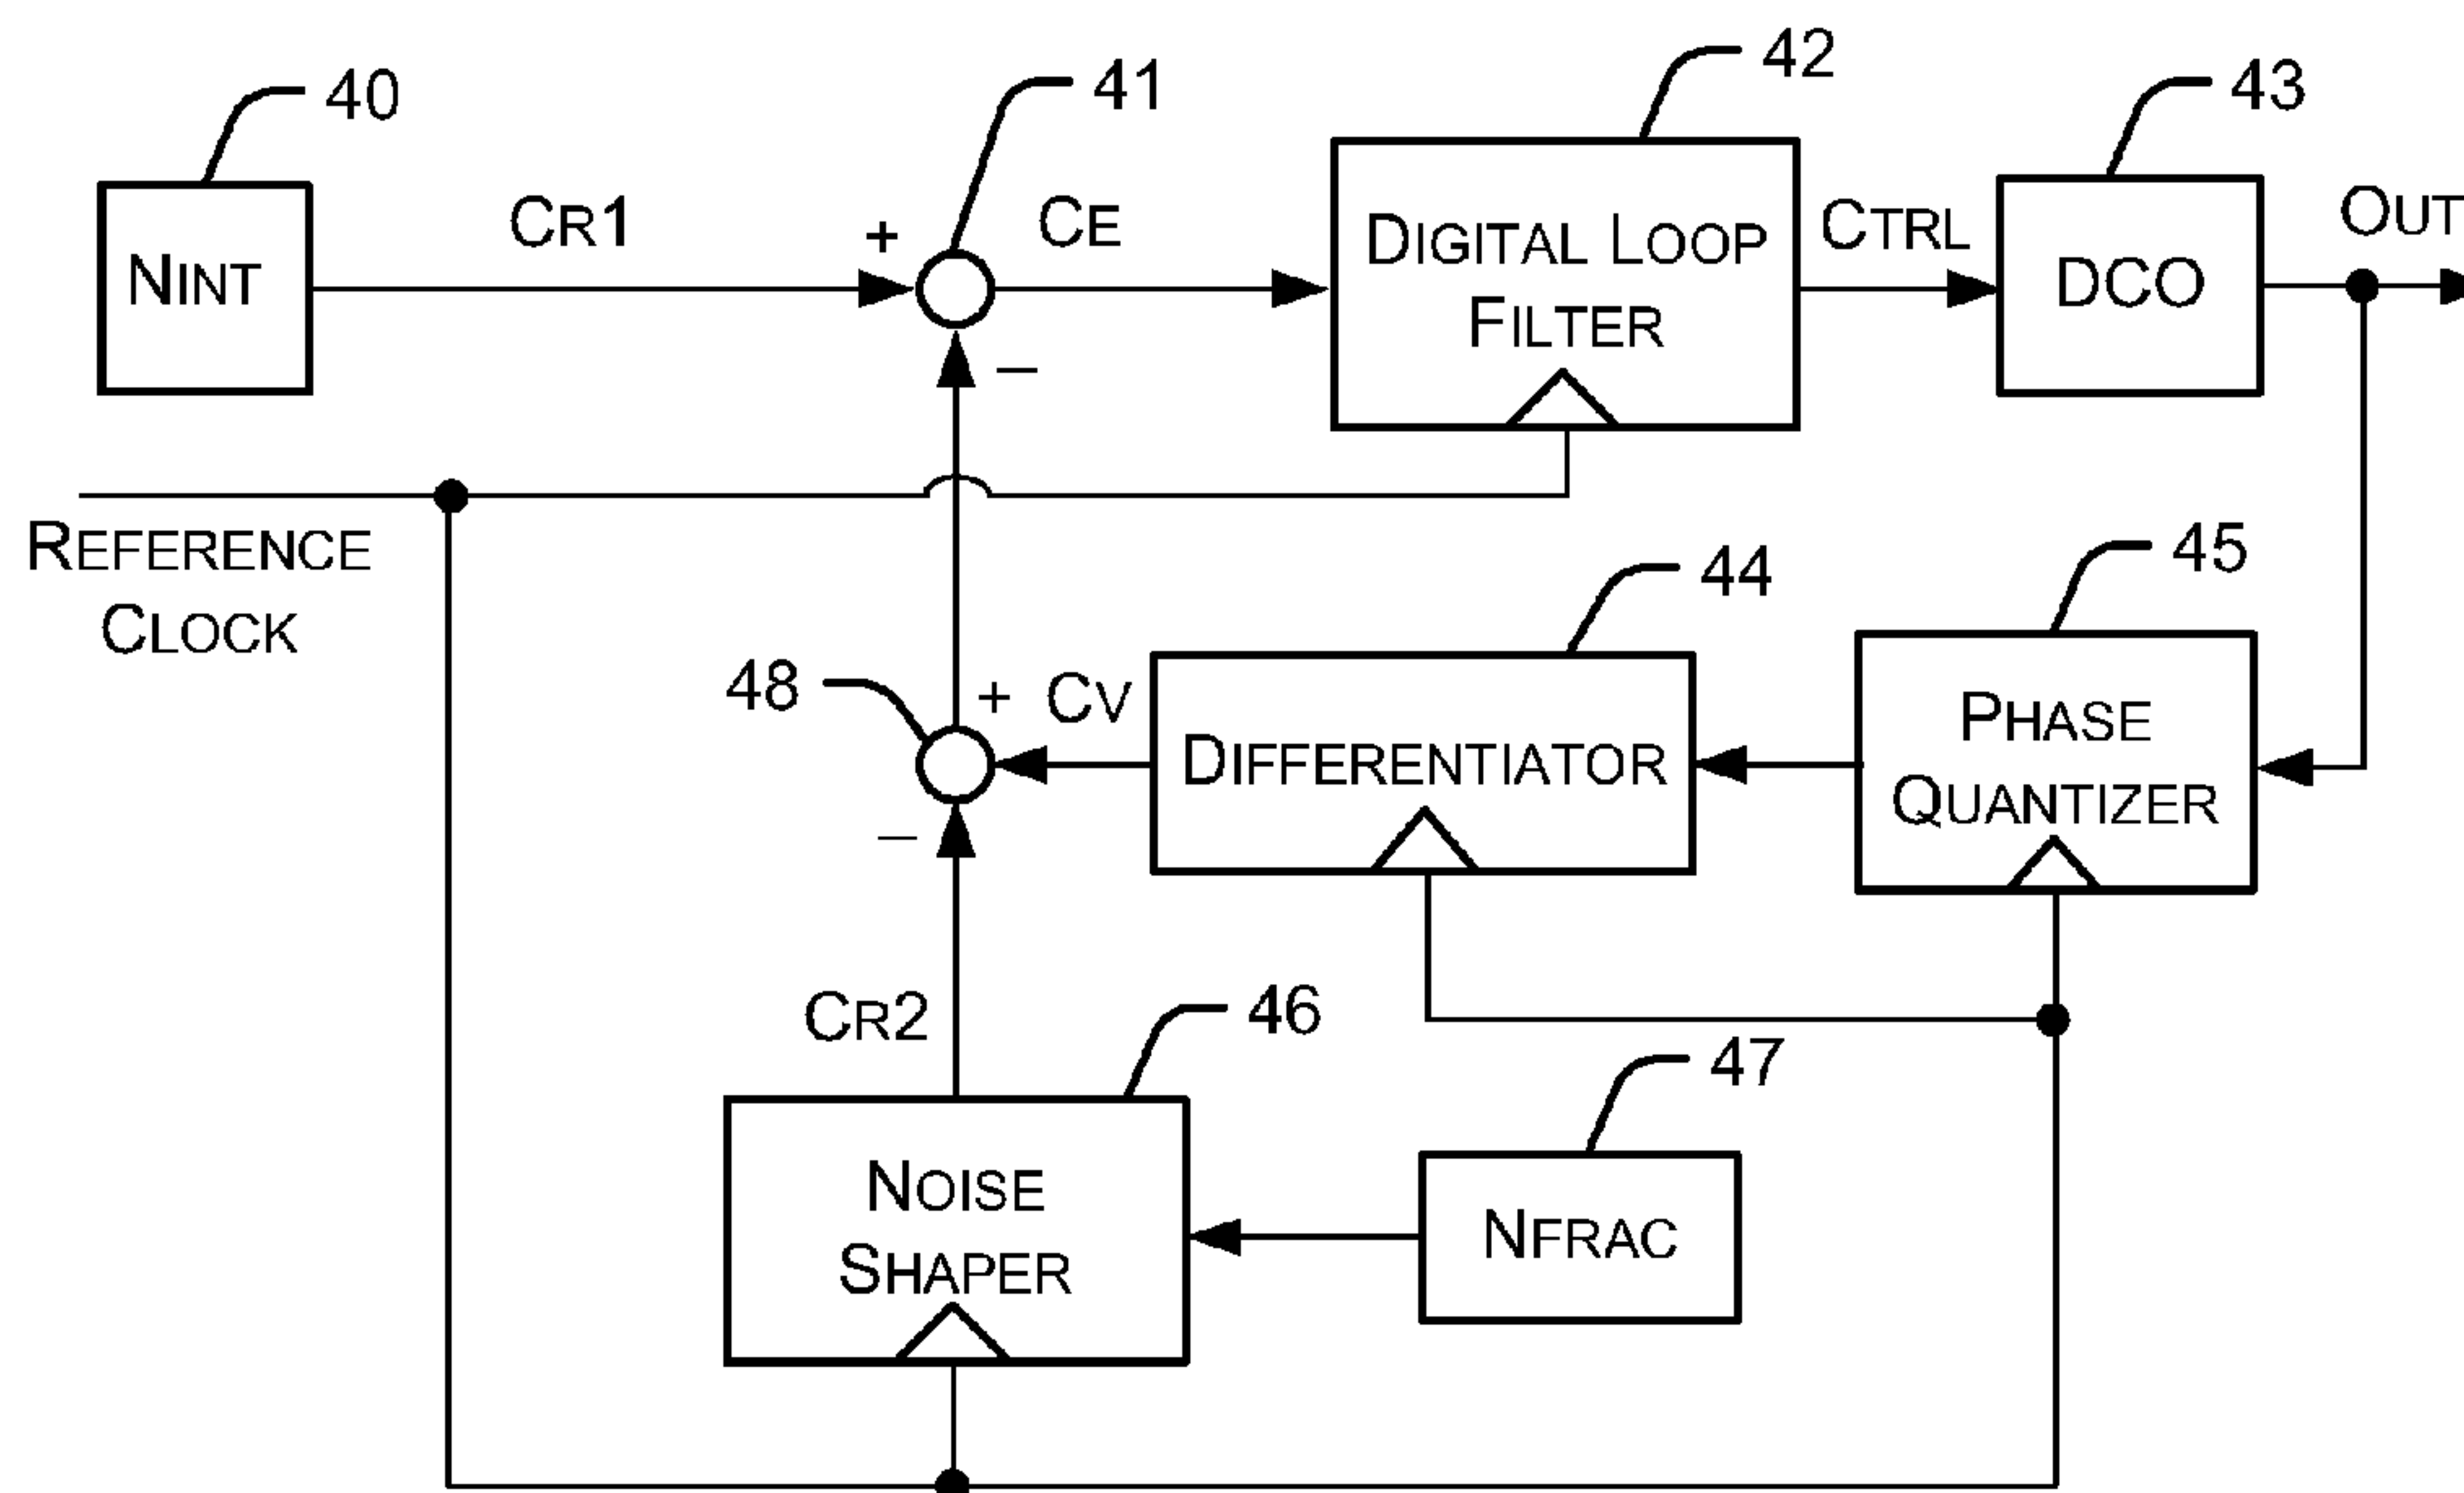 40
41
42
43
NINT
CR1
+
CE
DIGITAL LOOP
FILTER
CTRL
DCO
OUT
–
REFERENCE
CLOCK
44
45
48
+
CV
DIFFERENTIATOR
PHASE
QUANTIZER
–
CR2
46
47
NOISE
SHAPER
NFRAC